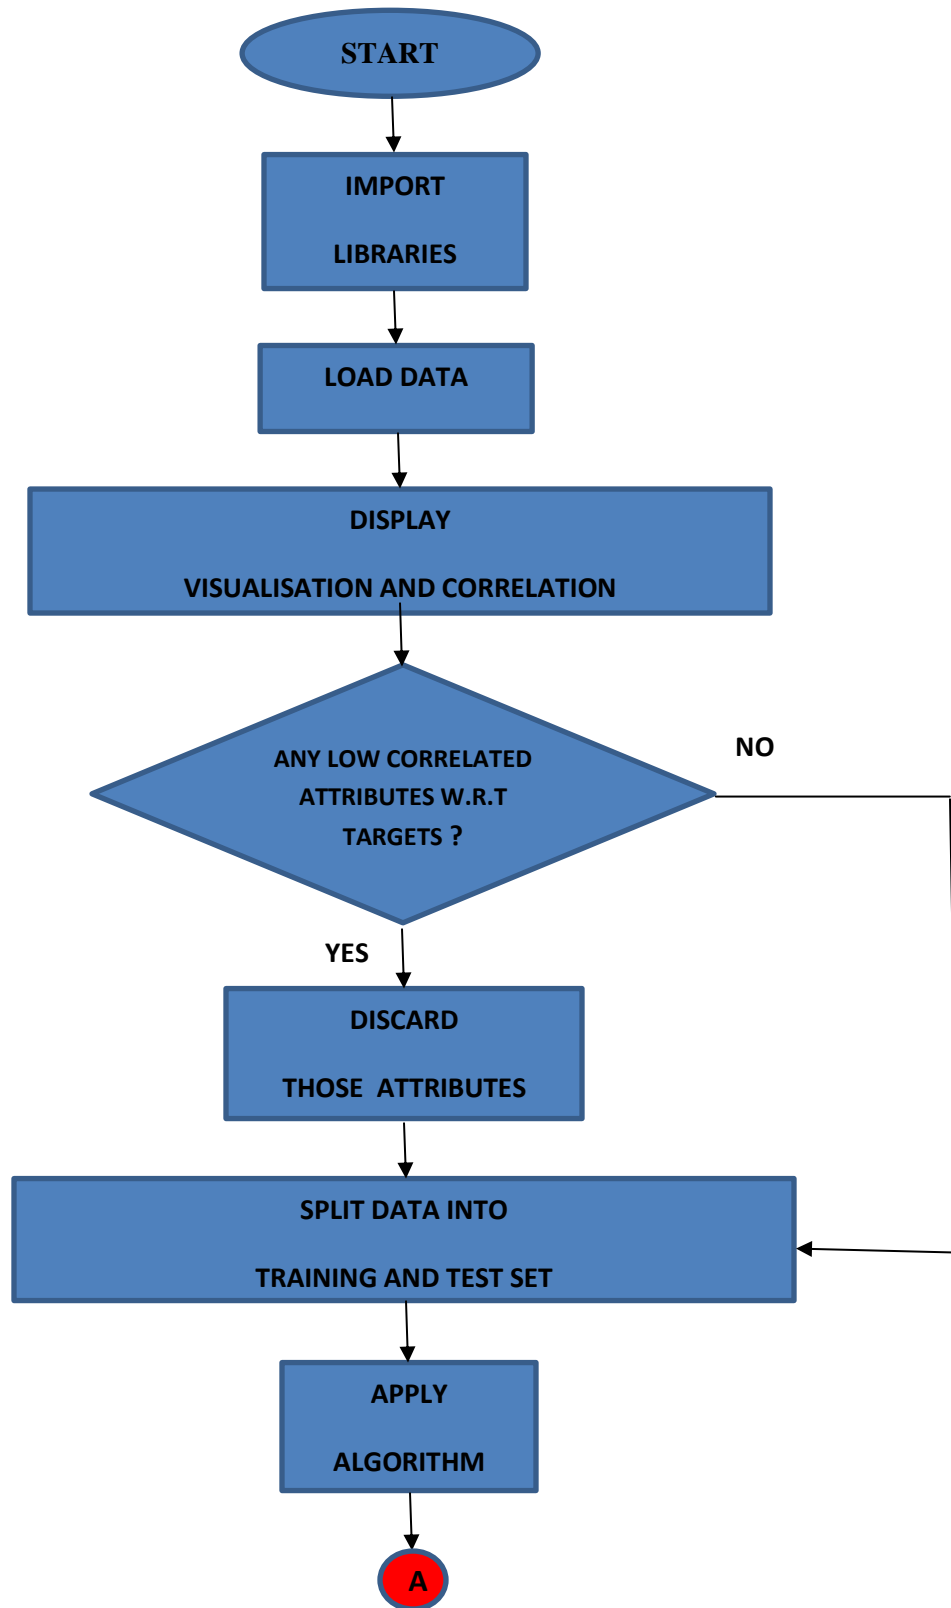 START
IMPORT
LIBRARIES
LOAD DATA
DISPLAY
VISUALISATION AND CORRELATION
ANY LOW CORRELATED
ATTRIBUTES W.R.T
TARGETS ?
NO
YES
DISCARD
THOSE ATTRIBUTES
SPLIT DATA INTO
TRAINING AND TEST SET
APPLY
ALGORITHM
A